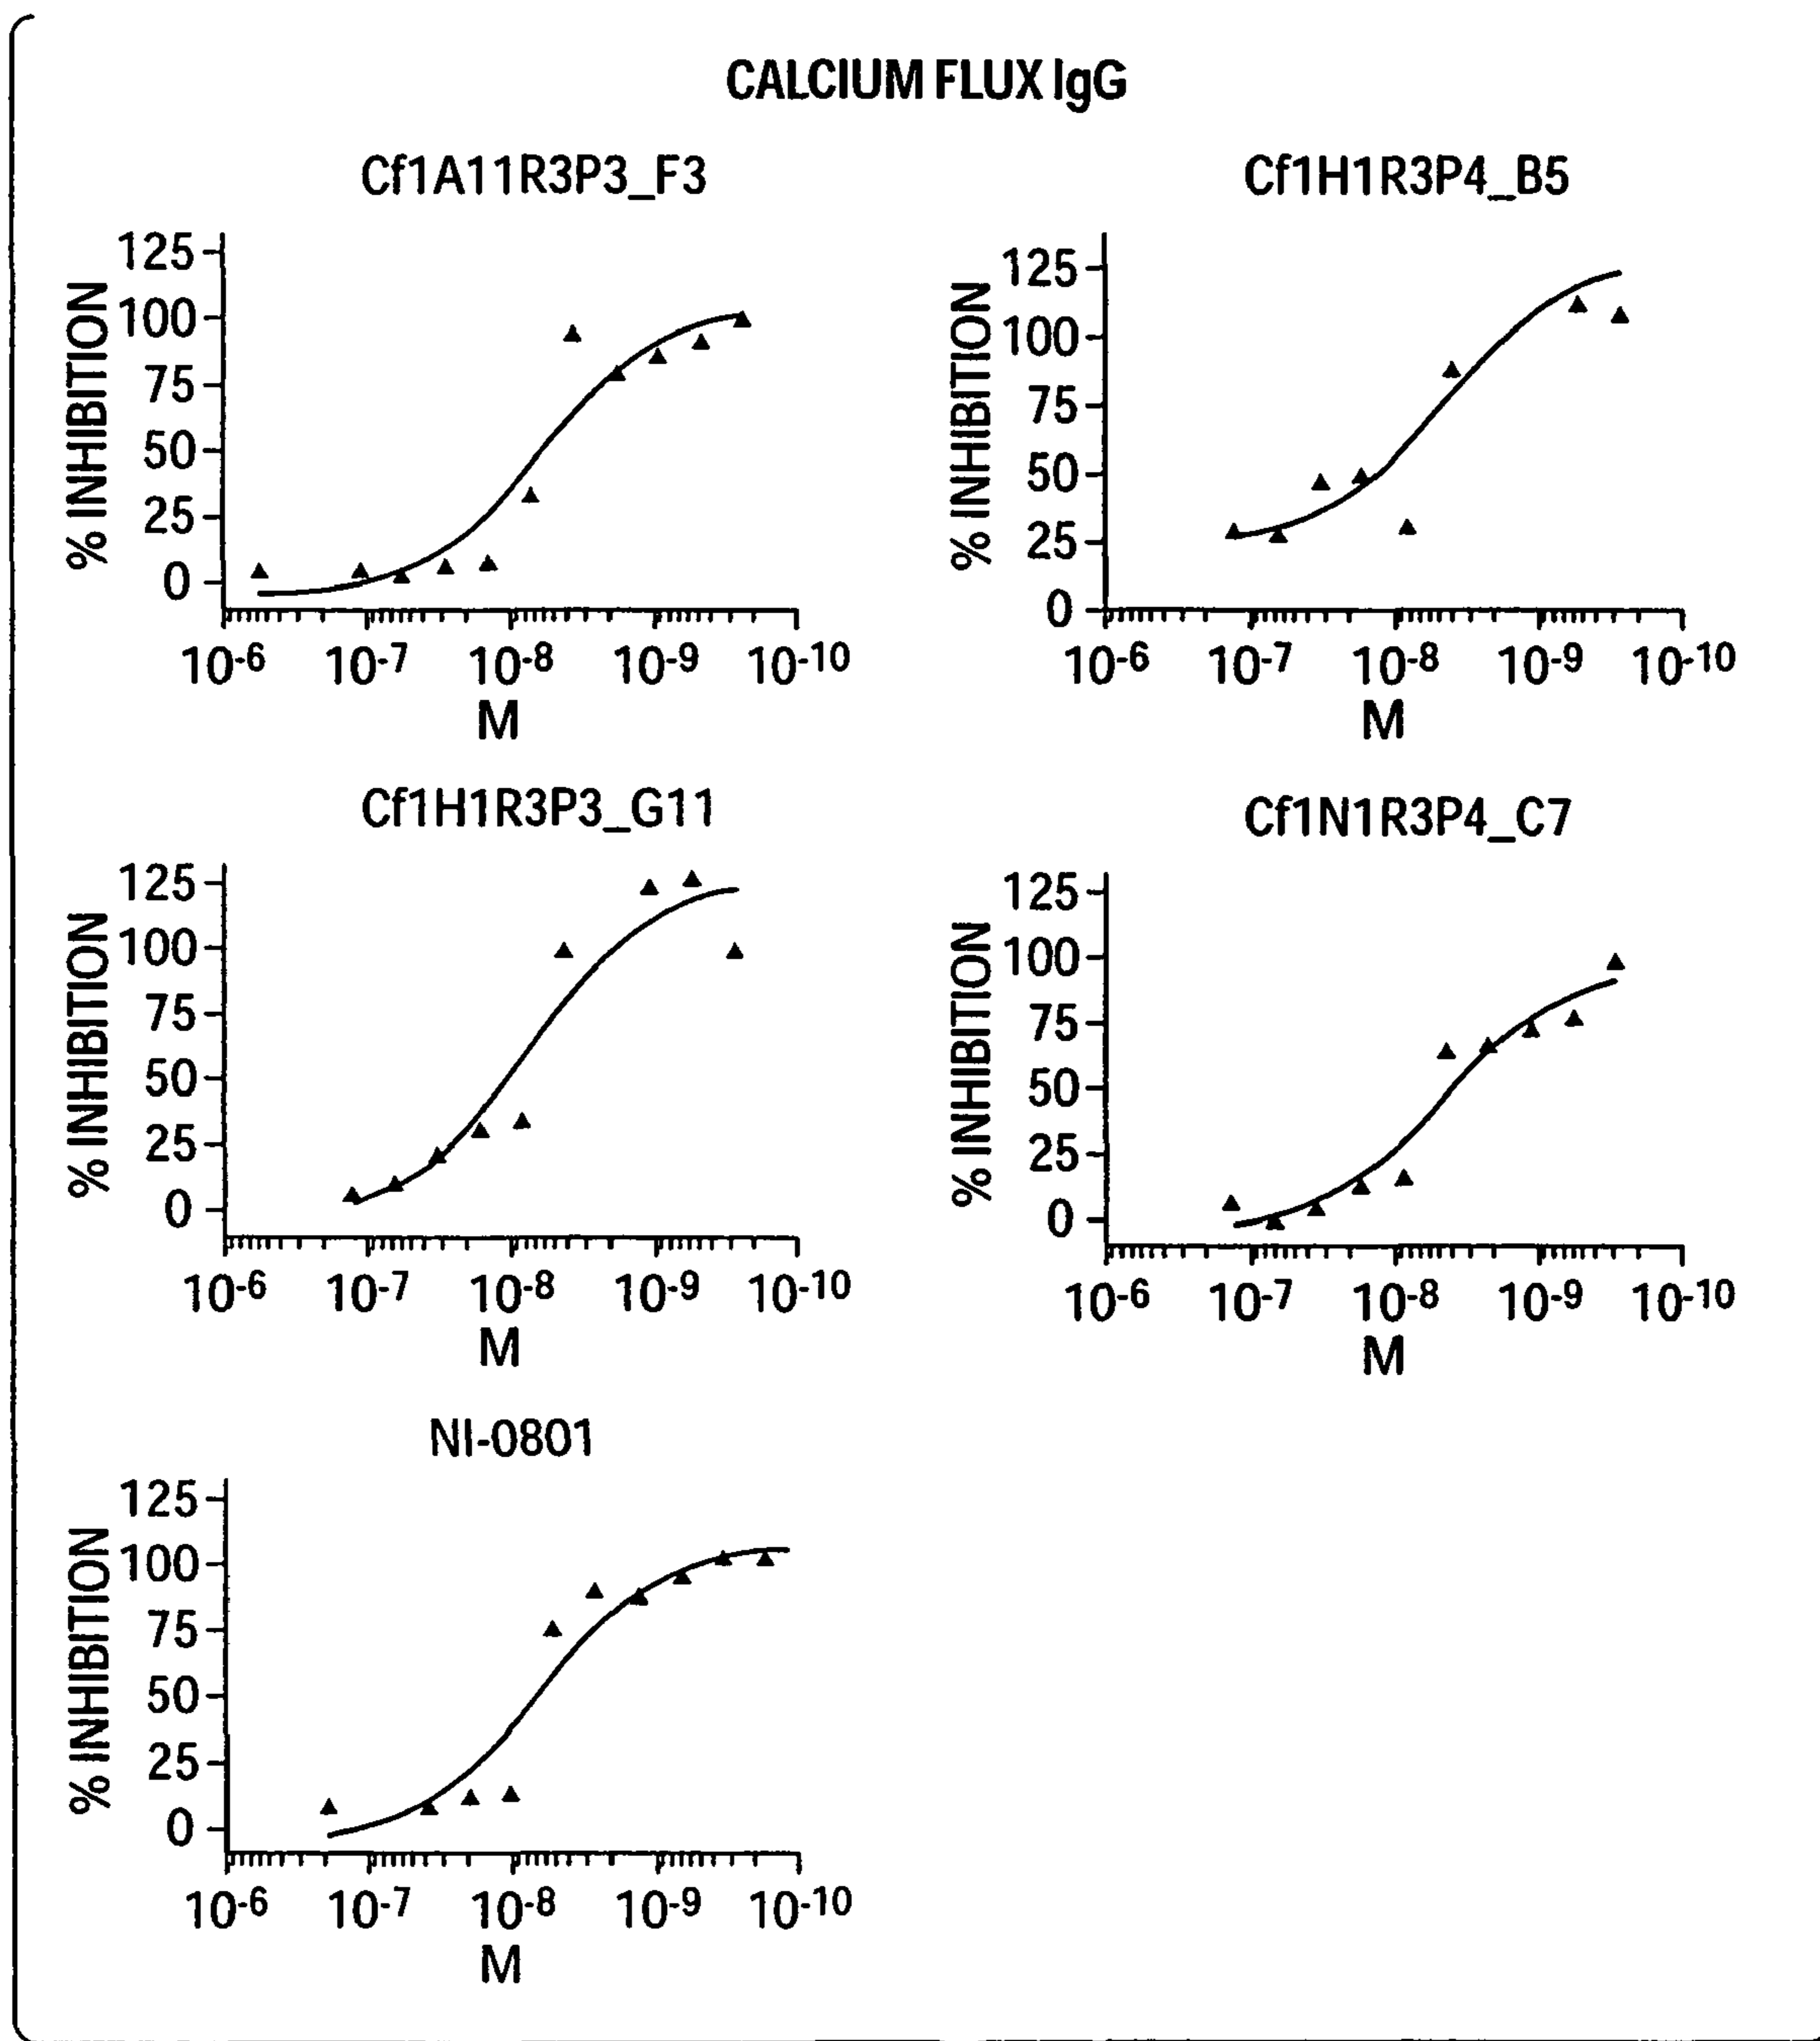 CALCIUM FLUX IgG
Cf1A11R3P3_F3
% INHIBITION
125
100
75
50
25
0
10-6 10-7 10-8 10-9 10-10
M
Cf1H1R3P4_B5
% INHIBITION
125
100
75
50
25
0
10-6 10-7 10-8 10-9 10-10
M
Cf1H1R3P3_G11
% INHIBITION
125
100
75
50
25
0
10-6 10-7 10-8 10-9 10-10
M
Cf1N1R3P4_C7
% INHIBITION
125
100
75
50
25
0
10-6 10-7 10-8 10-9 10-10
M
NI-0801
% INHIBITION
125
100
75
50
25
0
10-6 10-7 10-8 10-9 10-10
M